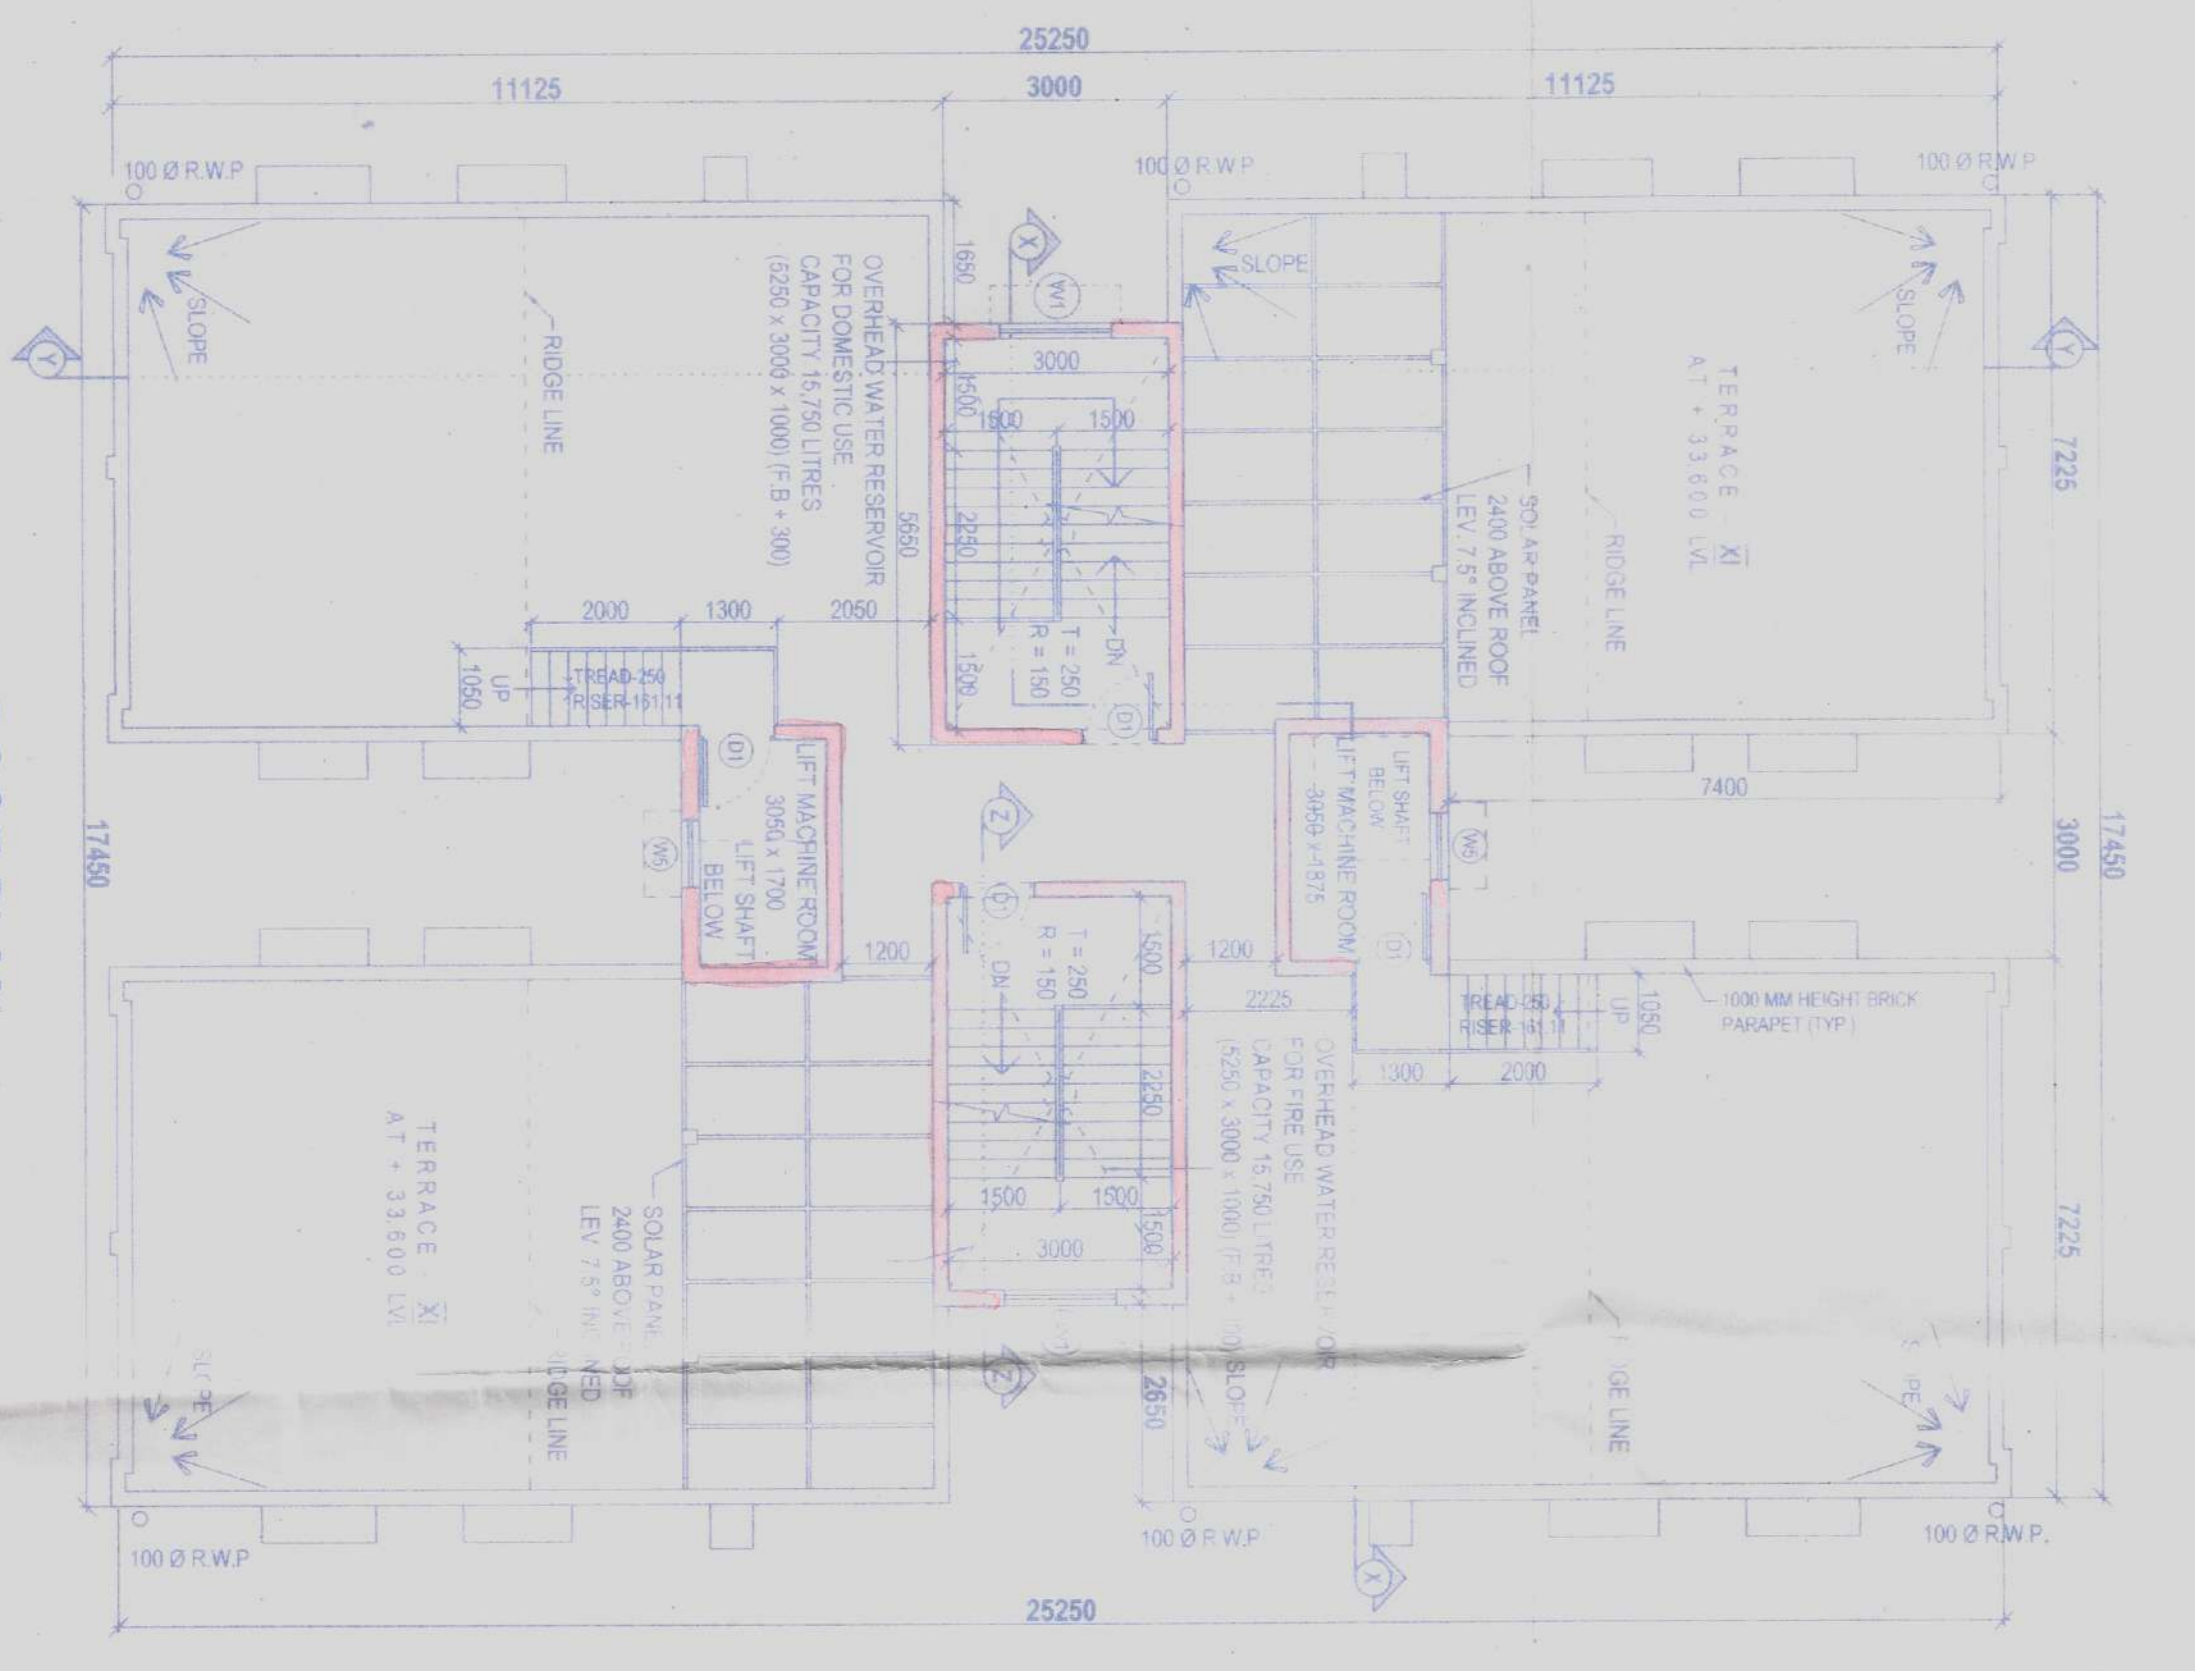 25250
11125
3000
11125
100 Ø R.W.P
100 Ø R.W.P
100 Ø R.W.P
SLOPE
RIDGE LINE
OVERHEAD WATER RESERVOIR
FOR DOMESTIC USE
CAPACITY 15,750 LITRES
(5250 x 3000 x 1000) (F.B + 300)
1650
X
W1
SLOPE
SLOPE
Y
Y
3000
1500
1500
1500
2250
1500
5650
T = 250
R = 150
DN
D1
SOLAR PANEL
2400 ABOVE ROOF
LEV. 7.5° INCLINED
RIDGE LINE
TERRACE XI
AT + 33,600 LVL
7225
2000
1300
2050
1050
UP
TREAD-250
RISER-161.11
D1
LIFT MACHINE ROOM
3050 x 1700
LIFT SHAFT
BELOW
W5
17450
Z
LIFT SHAFT
BELOW
LIFT MACHINE ROOM
3050 x 1875
D1
W5
7400
3000
17450
1200
1200
2225
D1
DN
T = 250
R = 150
1500
2250
1500
1500
1500
3000
TREAD-250
RISER-161.11
UP
1050
1300
2000
1000 MM HEIGHT BRICK
PARAPET (TYP.)
OVERHEAD WATER RESERVOIR
FOR FIRE USE
CAPACITY 15,750 LITRES
(5250 x 3000 x 1000) (F.B +
SLOPE
7225
TERRACE XI
AT + 33,600 LVL
SOLAR PANE
2400 ABOVE ROOF
LEV 7.5°
RIDGE LINE
SLOPE
Z
2650
100 Ø R.W.P
100 Ø R.W.P
100 Ø R.W.P.
X
25250